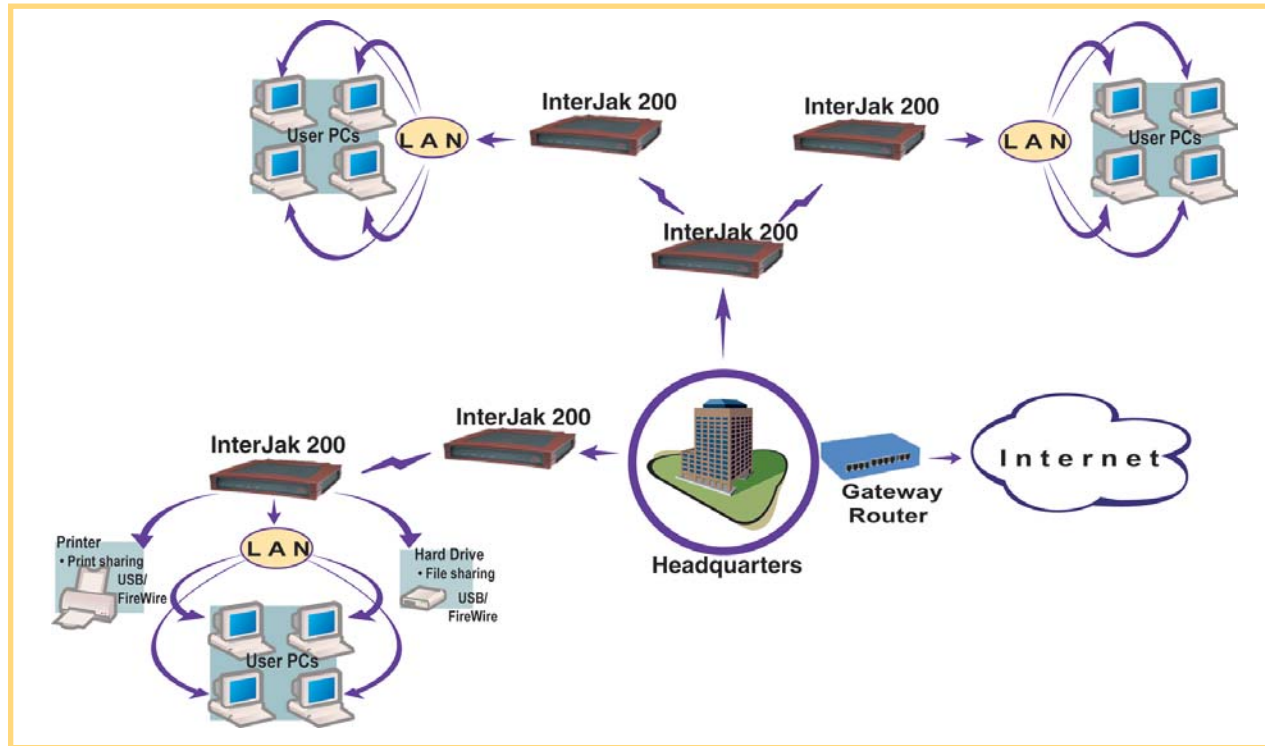 InterJak 200
InterJak 200
User PCs
L A N
L A N
User PCs
InterJak 200
InterJak 200
InterJak 200
Internet
Gateway
Router
Headquarters
Printer
• Print sharing
USB/
FireWire
L A N
Hard Drive
• File sharing
USB/
FireWire
User PCs